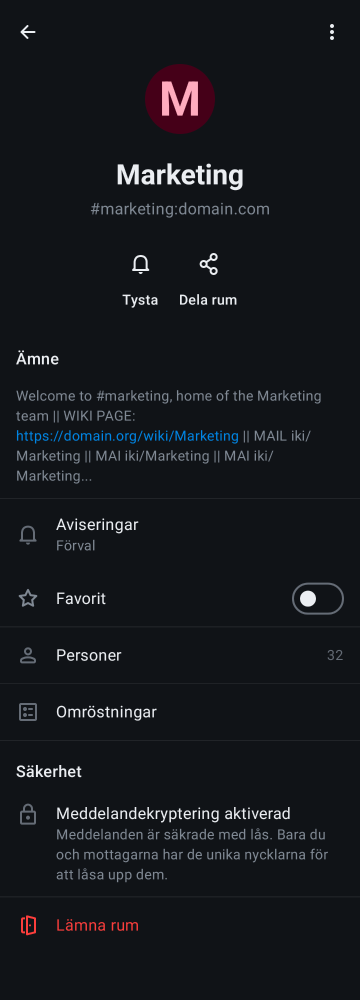 M
Marketing
#marketing:domain.com
Tysta
Dela rum
Ämne
Welcome to #marketing, home of the Marketing
team || WIKI PAGE:
https://domain.org/wiki/Marketing || MAIL iki/
Marketing || MAI iki/Marketing || MAI iki/
Marketing...
Aviseringar
Förval
Favorit
Personer 32
Omröstningar
Säkerhet
Meddelandekryptering aktiverad
Meddelanden är säkrade med lås. Bara du
och mottagarna har de unika nycklarna för
att låsa upp dem.
Lämna rum